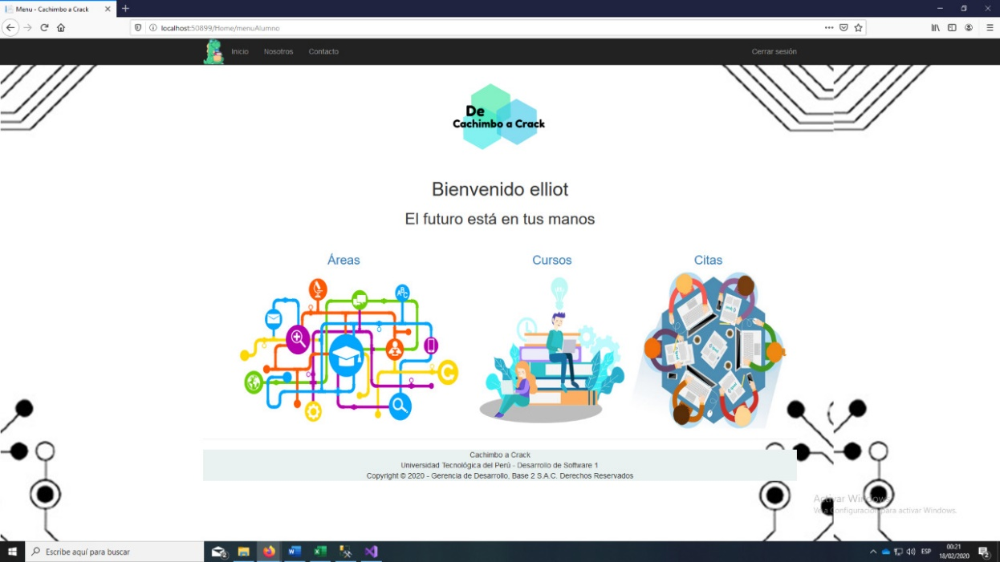 Menu - Cachimbo a Crack
localhost:50899/Home/menuAlumno
Inicio Nosotros Contacto Cerrar sesión
De
Cachimbo a Crack
Bienvenido elliot
El futuro está en tus manos
Áreas Cursos Citas
ABC
Cachimbo a Crack
Universidad Tecnológica del Perú - Desarrollo de Software 1
Copyright © 2020 - Gerencia de Desarrollo, Base 2 S.A.C. Derechos Reservados
Activar Windows
Ve a Configuración para activar Windows.
Escribe aquí para buscar
ESP
00:21
18/02/2020